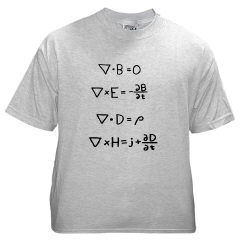 ∇·B=0
∇×E=-∂B/∂t
∇·D=ρ
∇×H=j+∂D/∂t